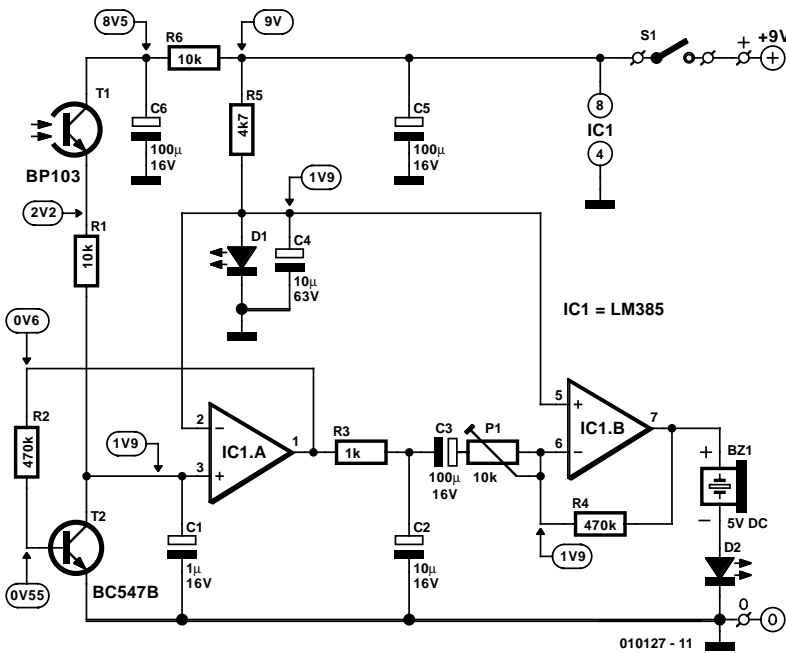 8V5
9V
S1
+
+9V
+
R6
10k
T1
C6
100µ
16V
R5
4k7
C5
100µ
16V
8
IC1
4
BP103
1V9
2V2
R1
10k
D1
C4
10µ
63V
IC1 = LM385
0V6
R2
470k
1V9
2
–
IC1.A
1
3
+
R3
1k
C3
100µ
16V
P1
10k
5
+
IC1.B
7
6
–
+
BZ1
–
5V DC
R4
470k
T2
BC547B
C1
1µ
16V
C2
10µ
16V
1V9
D2
0V55
0
0
010127 - 11